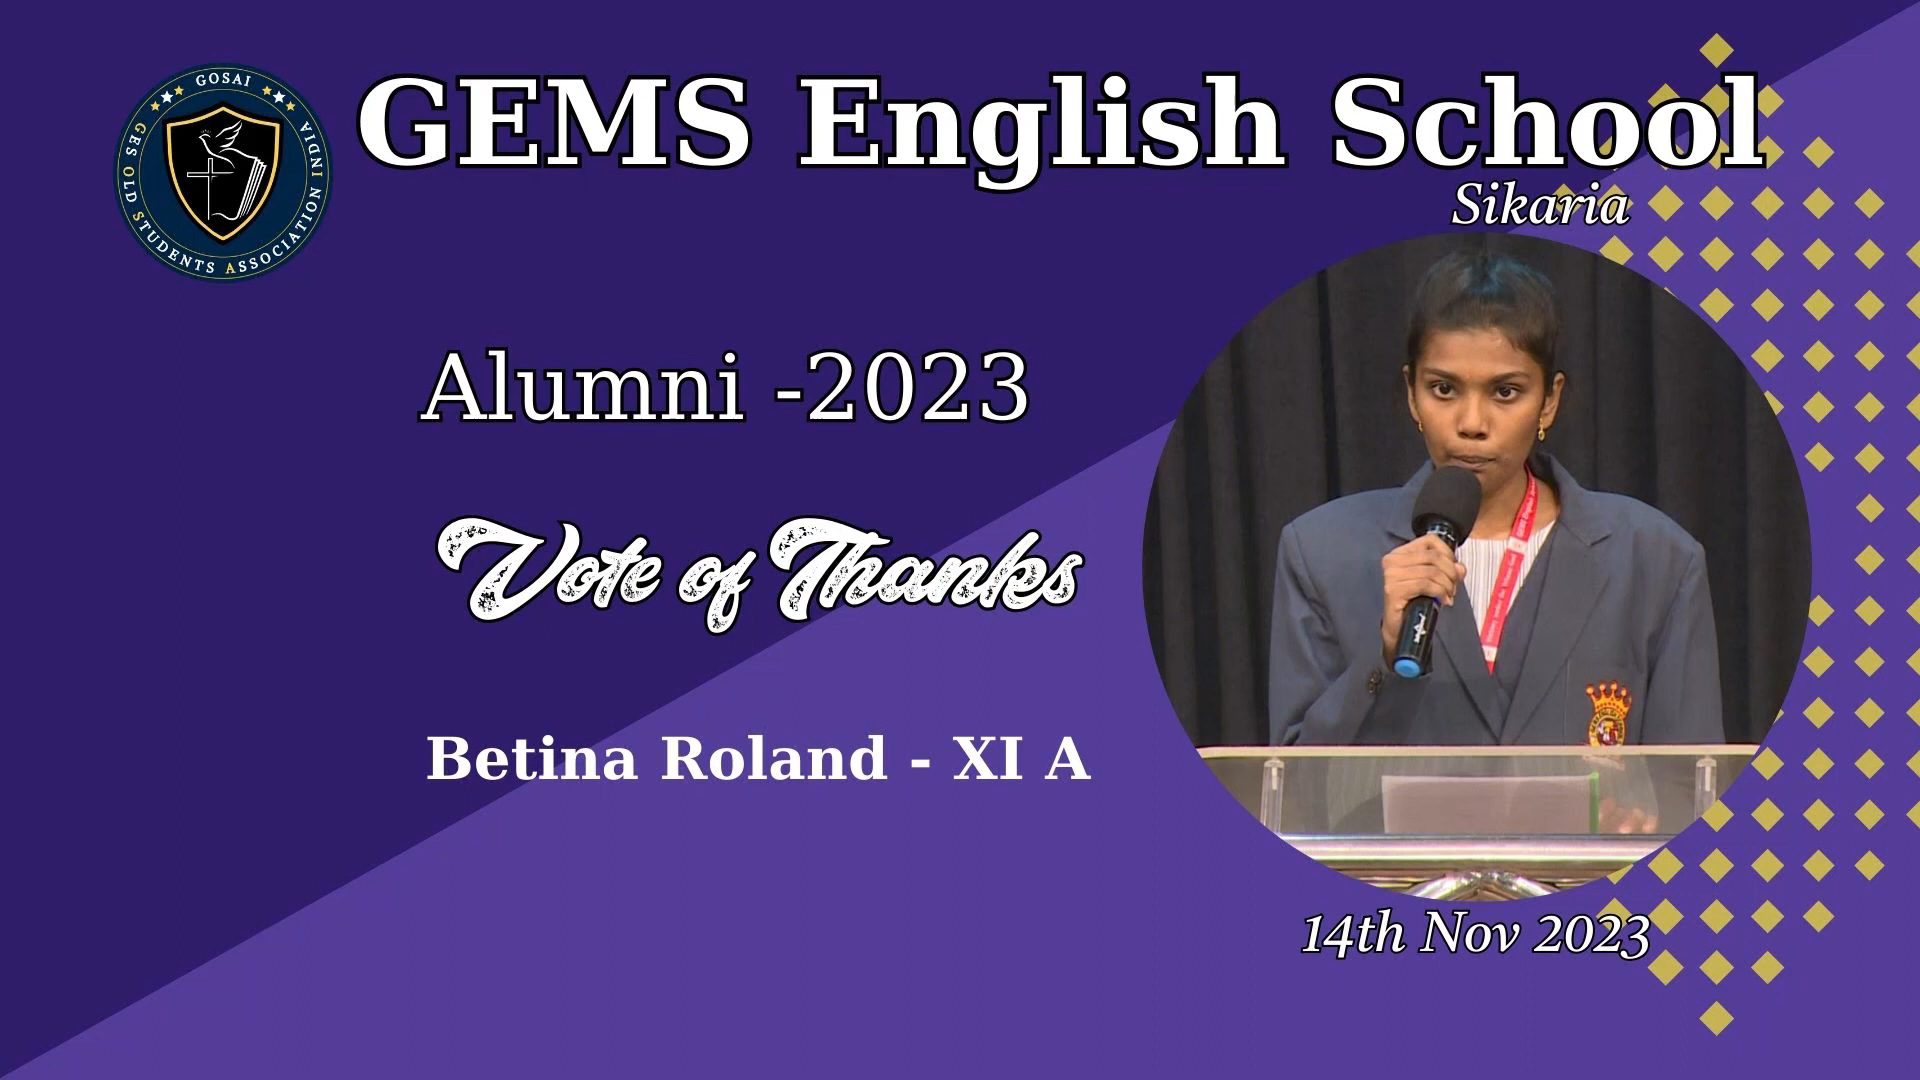 GOSAI
GES OLD STUDENTS ASSOCIATION INDIA
GEMS English School
Sikaria
Alumni -2023
Vote of Thanks
Betina Roland - XI A
14th Nov 2023